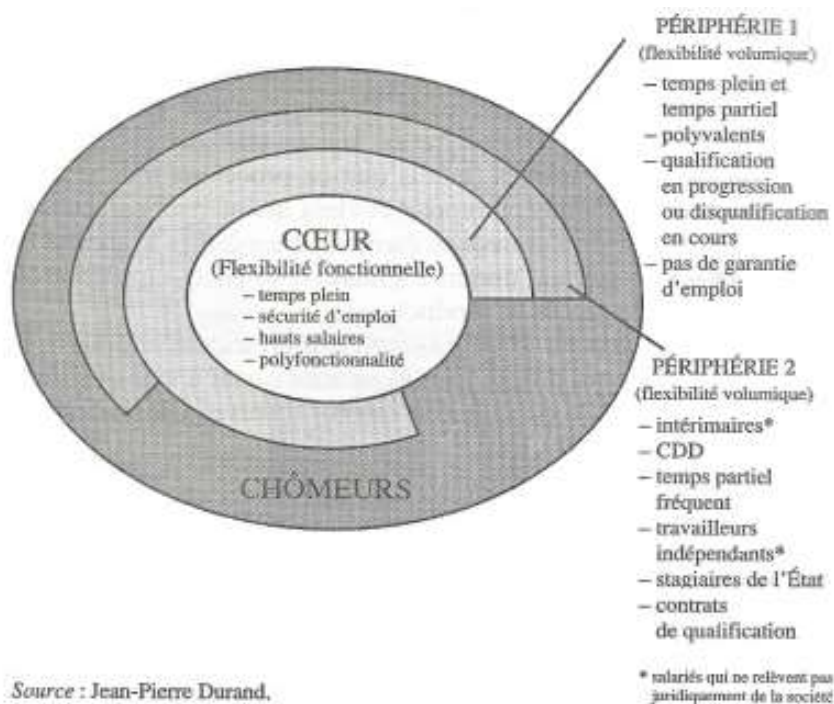 PÉRIPHÉRIE 1
(flexibilité volumique)
– temps plein et
temps partiel
– polyvalents
– qualification
en progression
ou disqualification
en cours
– pas de garantie
d'emploi
CŒUR
(Flexibilité fonctionnelle)
– temps plein
– sécurité d'emploi
– hauts salaires
– polyfonctionnalité
PÉRIPHÉRIE 2
(flexibilité volumique)
– intérimaires*
– CDD
– temps partiel
fréquent
– travailleurs
indépendants*
– stagiaires de l'État
– contrats
de qualification
CHÔMEURS
Source : Jean-Pierre Durand,
* salariés qui ne relèvent pas
juridiquement de la société